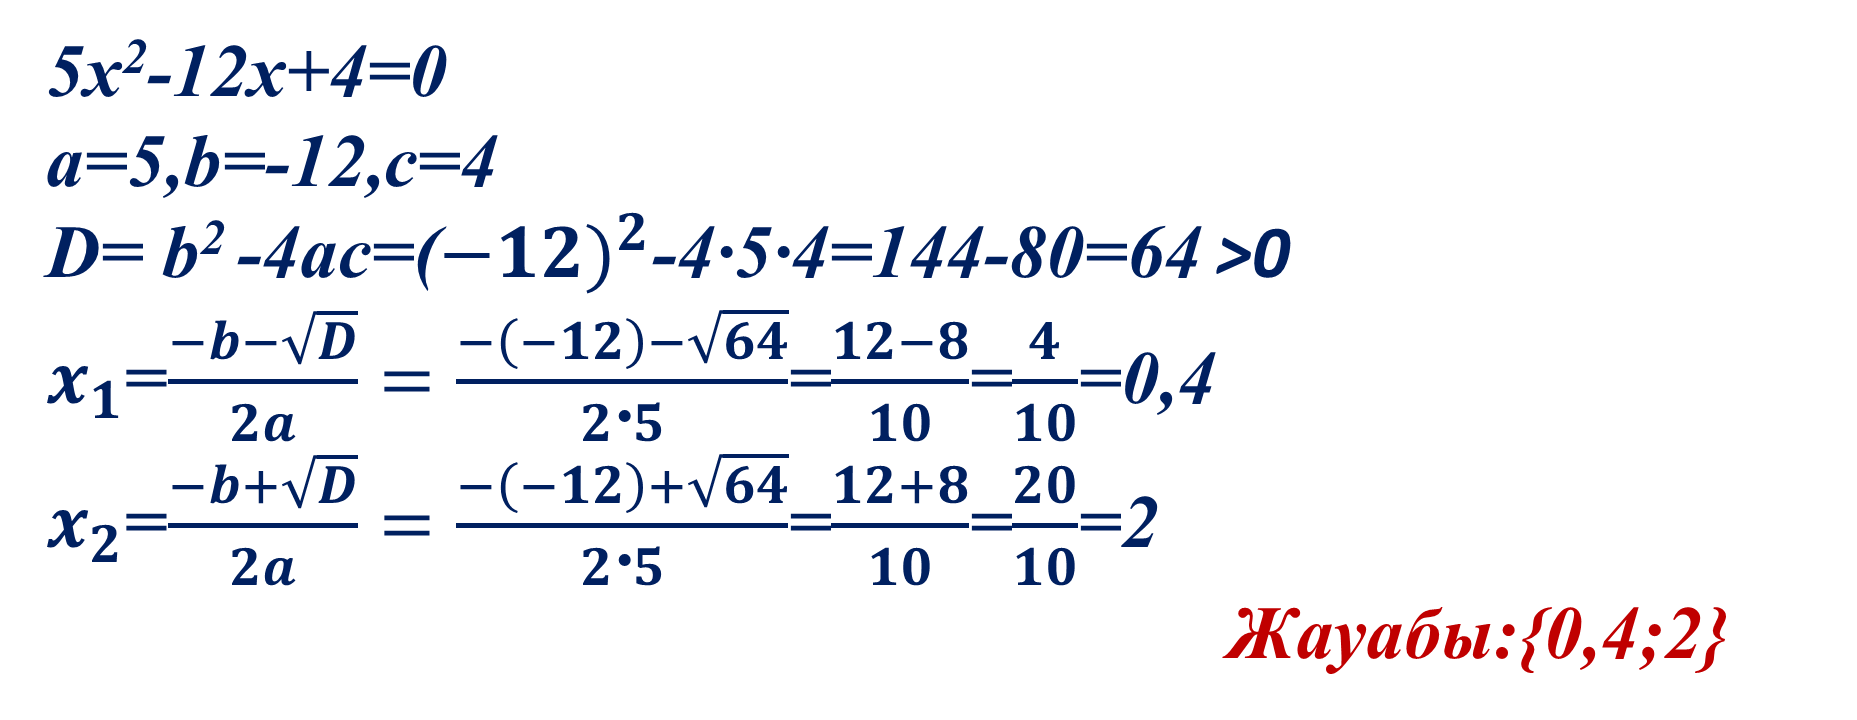 5x²-12x+4=0
a=5,b=-12,c=4
D= b² -4ac=(−12)²-4·5·4=144-80=64 >0
x₁=(−b−√D)/(2a) = (−(−12)−√64)/(2·5)=(12−8)/10=4/10=0,4
x₂=(−b+√D)/(2a) = (−(−12)+√64)/(2·5)=(12+8)/10=20/10=2
Жауабы:{0,4;2}